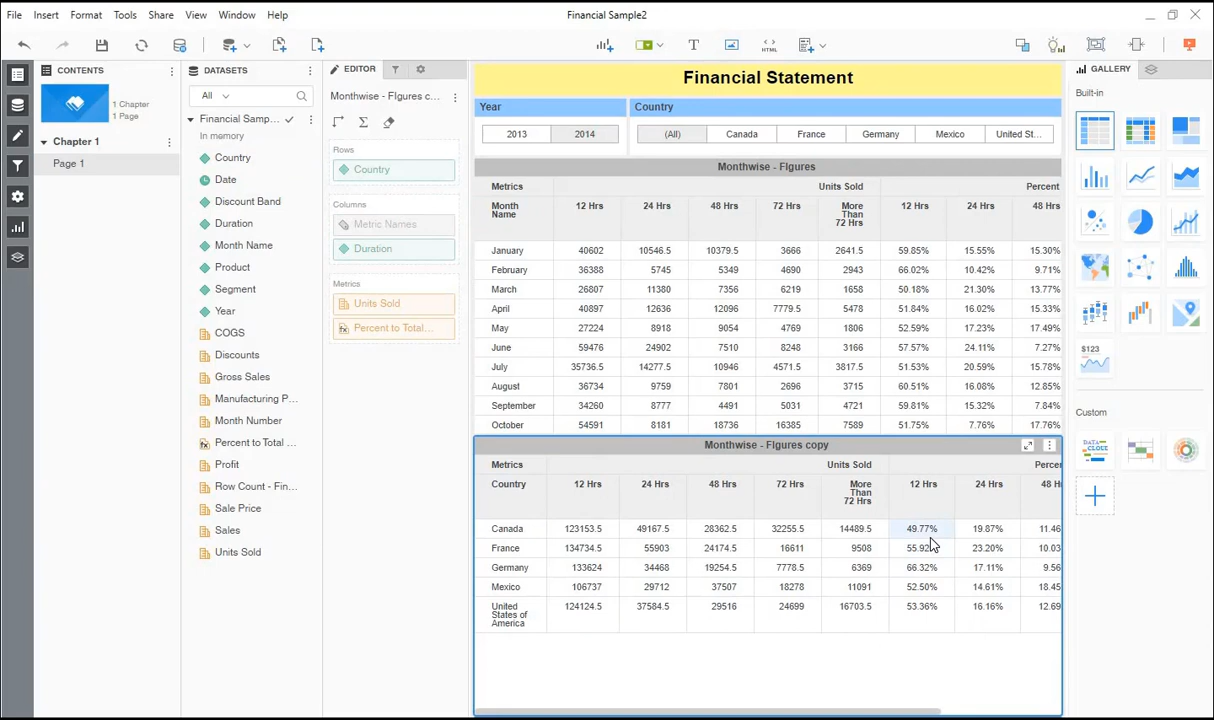 File Insert Format Tools Share View Window Help
Financial Sample2
HTML
CONTENTS
1 Chapter
1 Page
Chapter 1
Page 1
DATASETS
All
Financial Samp...
In memory
Country
Date
Discount Band
Duration
Month Name
Product
Segment
Year
COGS
Discounts
Gross Sales
Manufacturing P...
Month Number
Percent to Total ...
Profit
Row Count - Fin...
Sale Price
Sales
Units Sold
EDITOR
Monthwise - FIgures c...
Rows
Country
Columns
Metric Names
Duration
Metrics
Units Sold
Percent to Total...
Financial Statement
Year Country
2013 2014 (All) Canada France Germany Mexico United St...
Monthwise - FIgures
Metrics Units Sold Percent
Month Name 12 Hrs 24 Hrs 48 Hrs 72 Hrs More Than 72 Hrs 12 Hrs 24 Hrs 48 Hrs
January 40602 10546.5 10379.5 3666 2641.5 59.85% 15.55% 15.30%
February 36388 5745 5349 4690 2943 66.02% 10.42% 9.71%
March 26807 11380 7356 6219 1658 50.18% 21.30% 13.77%
April 40897 12636 12096 7779.5 5478 51.84% 16.02% 15.33%
May 27224 8918 9054 4769 1806 52.59% 17.23% 17.49%
June 59476 24902 7510 8248 3166 57.57% 24.11% 7.27%
July 35736.5 14277.5 10946 4571.5 3817.5 51.53% 20.59% 15.78%
August 36734 9759 7801 2696 3715 60.51% 16.08% 12.85%
September 34260 8777 4491 5031 4721 59.81% 15.32% 7.84%
October 54591 8181 18736 16385 7589 51.75% 7.76% 17.76%
Monthwise - FIgures copy
Metrics Units Sold Percer
Country 12 Hrs 24 Hrs 48 Hrs 72 Hrs More Than 72 Hrs 12 Hrs 24 Hrs 48 H
Canada 123153.5 49167.5 28362.5 32255.5 14489.5 49.77% 19.87% 11.46
France 134734.5 55903 24174.5 16611 9508 55.92% 23.20% 10.03
Germany 133624 34468 19254.5 7778.5 6369 66.32% 17.11% 9.56
Mexico 106737 29712 37507 18278 11091 52.50% 14.61% 18.45
United States of America 124124.5 37584.5 29516 24699 16703.5 53.36% 16.16% 12.69
GALLERY
Built-in
$123
Custom
DATA CLOUD